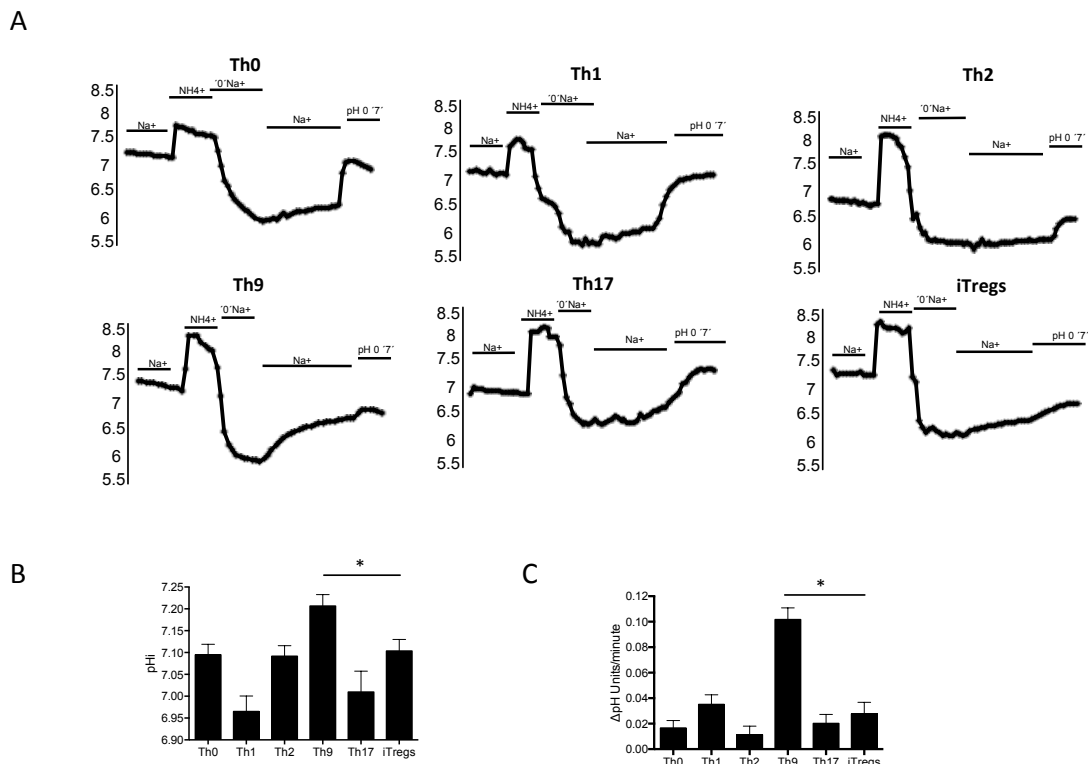 A
Th0
´0´Na+
NH4+
Na+
Na+
pH 0 ´7´
8.5
8
7.5
7
6.5
6
5.5
Th1
´0´Na+
NH4+
Na+
Na+
pH 0 ´7´
8.5
8
7.5
7
6.5
6
5.5
Th2
´0´Na+
NH4+
Na+
Na+
pH 0 ´7´
8.5
8
7.5
7
6.5
6
5.5
Th9
´0´Na+
NH4+
Na+
Na+
pH 0 ´7´
8.5
8
7.5
7
6.5
6
5.5
Th17
´0´Na+
NH4+
Na+
Na+
pH 0 ´7´
8.5
8
7.5
7
6.5
6
5.5
iTregs
´0´Na+
NH4+
Na+
Na+
pH 0 ´7´
8.5
8
7.5
7
6.5
6
5.5
B
*
pHi
7.25
7.20
7.15
7.10
7.05
7.00
6.95
6.90
Th0 Th1 Th2 Th9 Th17 iTregs
C
*
ΔpH Units/minute
0.12
0.10
0.08
0.06
0.04
0.02
0.00
Th0 Th1 Th2 Th9 Th17 iTregs